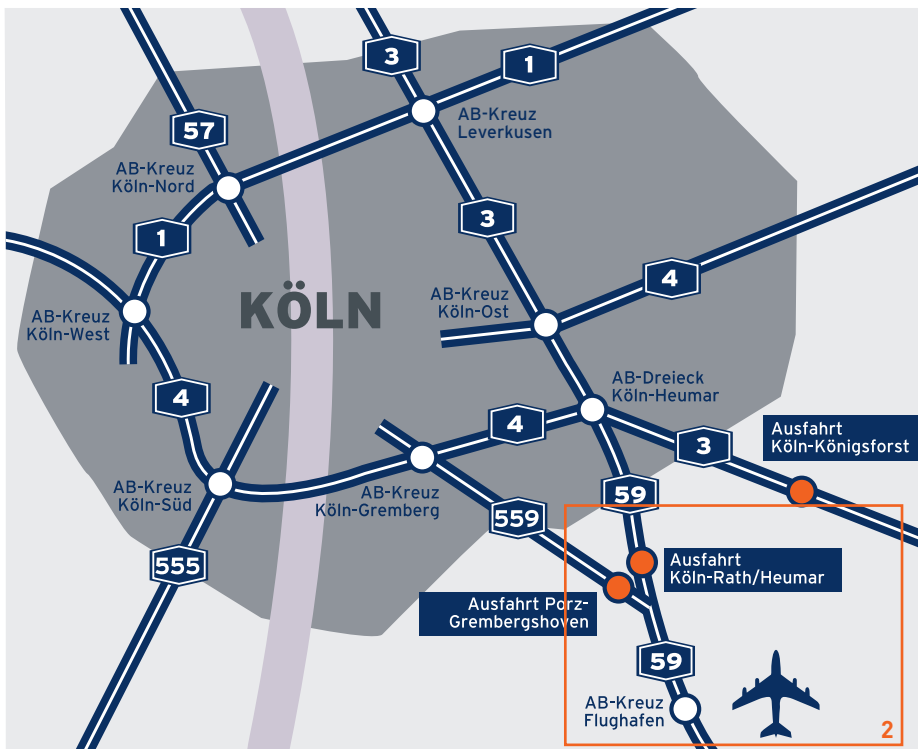 3
1
57
AB-Kreuz
Leverkusen
AB-Kreuz
Köln-Nord
1
3
4
AB-Kreuz
Köln-Ost
KÖLN
AB-Kreuz
Köln-West
AB-Dreieck
Köln-Heumar
4
4
3
Ausfahrt
Köln-Königsforst
AB-Kreuz
Köln-Süd
AB-Kreuz
Köln-Gremberg
59
559
555
Ausfahrt
Köln-Rath/Heumar
Ausfahrt Porz-
Grembergshoven
59
AB-Kreuz
Flughafen
2